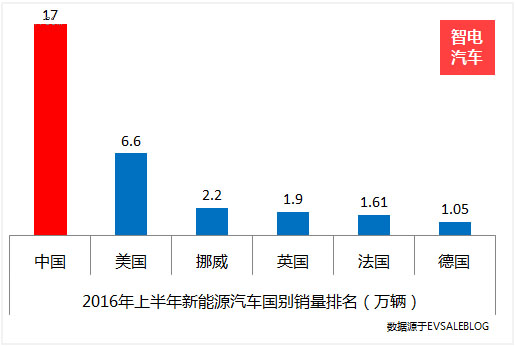 17
智电
汽车
6.6
2.2
1.9
1.61
1.05
中国 美国 挪威 英国 法国 德国
2016年上半年新能源汽车国别销量排名（万辆）
数据源于EVSALEBLOG